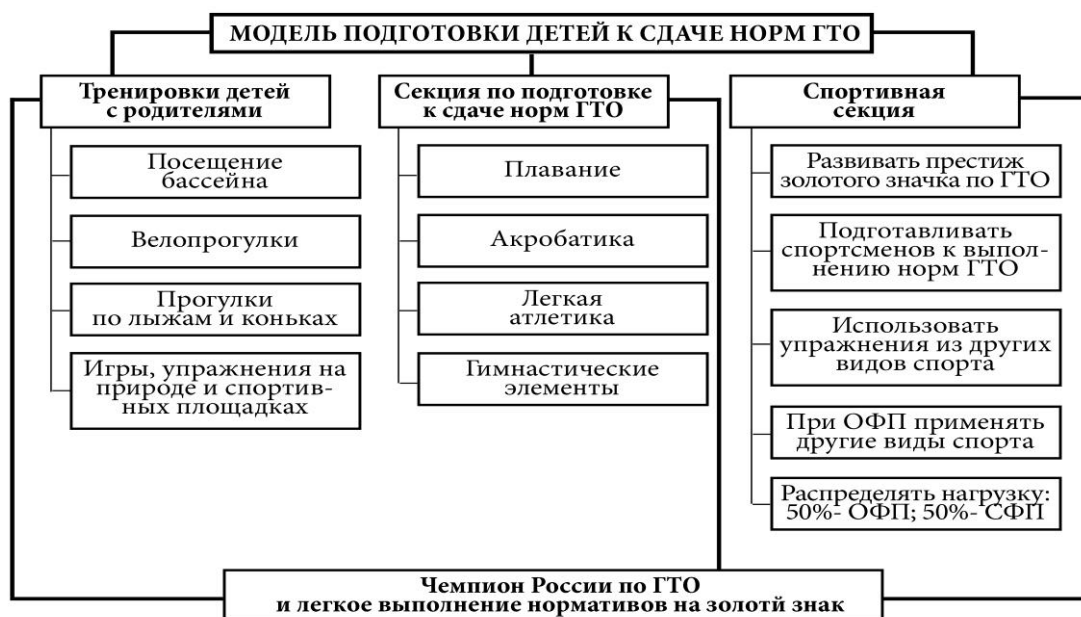 МОДЕЛЬ ПОДГОТОВКИ ДЕТЕЙ К СДАЧЕ НОРМ ГТО
Тренировки детей
с родителями
Посещение
бассейна
Велопрогулки
Прогулки
по лыжам и коньках
Игры, упражнения на
природе и спортив-
ных площадках
Секция по подготовке
к сдаче норм ГТО
Плавание
Акробатика
Легкая
атлетика
Гимнастические
элементы
Спортивная
секция
Развивать престиж
золотого значка по ГТО
Подготавливать
спортсменов к выпол-
нению норм ГТО
Использовать
упражнения из других
видов спорта
При ОФП применять
другие виды спорта
Распределять нагрузку:
50%- ОФП; 50%- СФП
Чемпион России по ГТО
и легкое выполнение нормативов на золотй знак